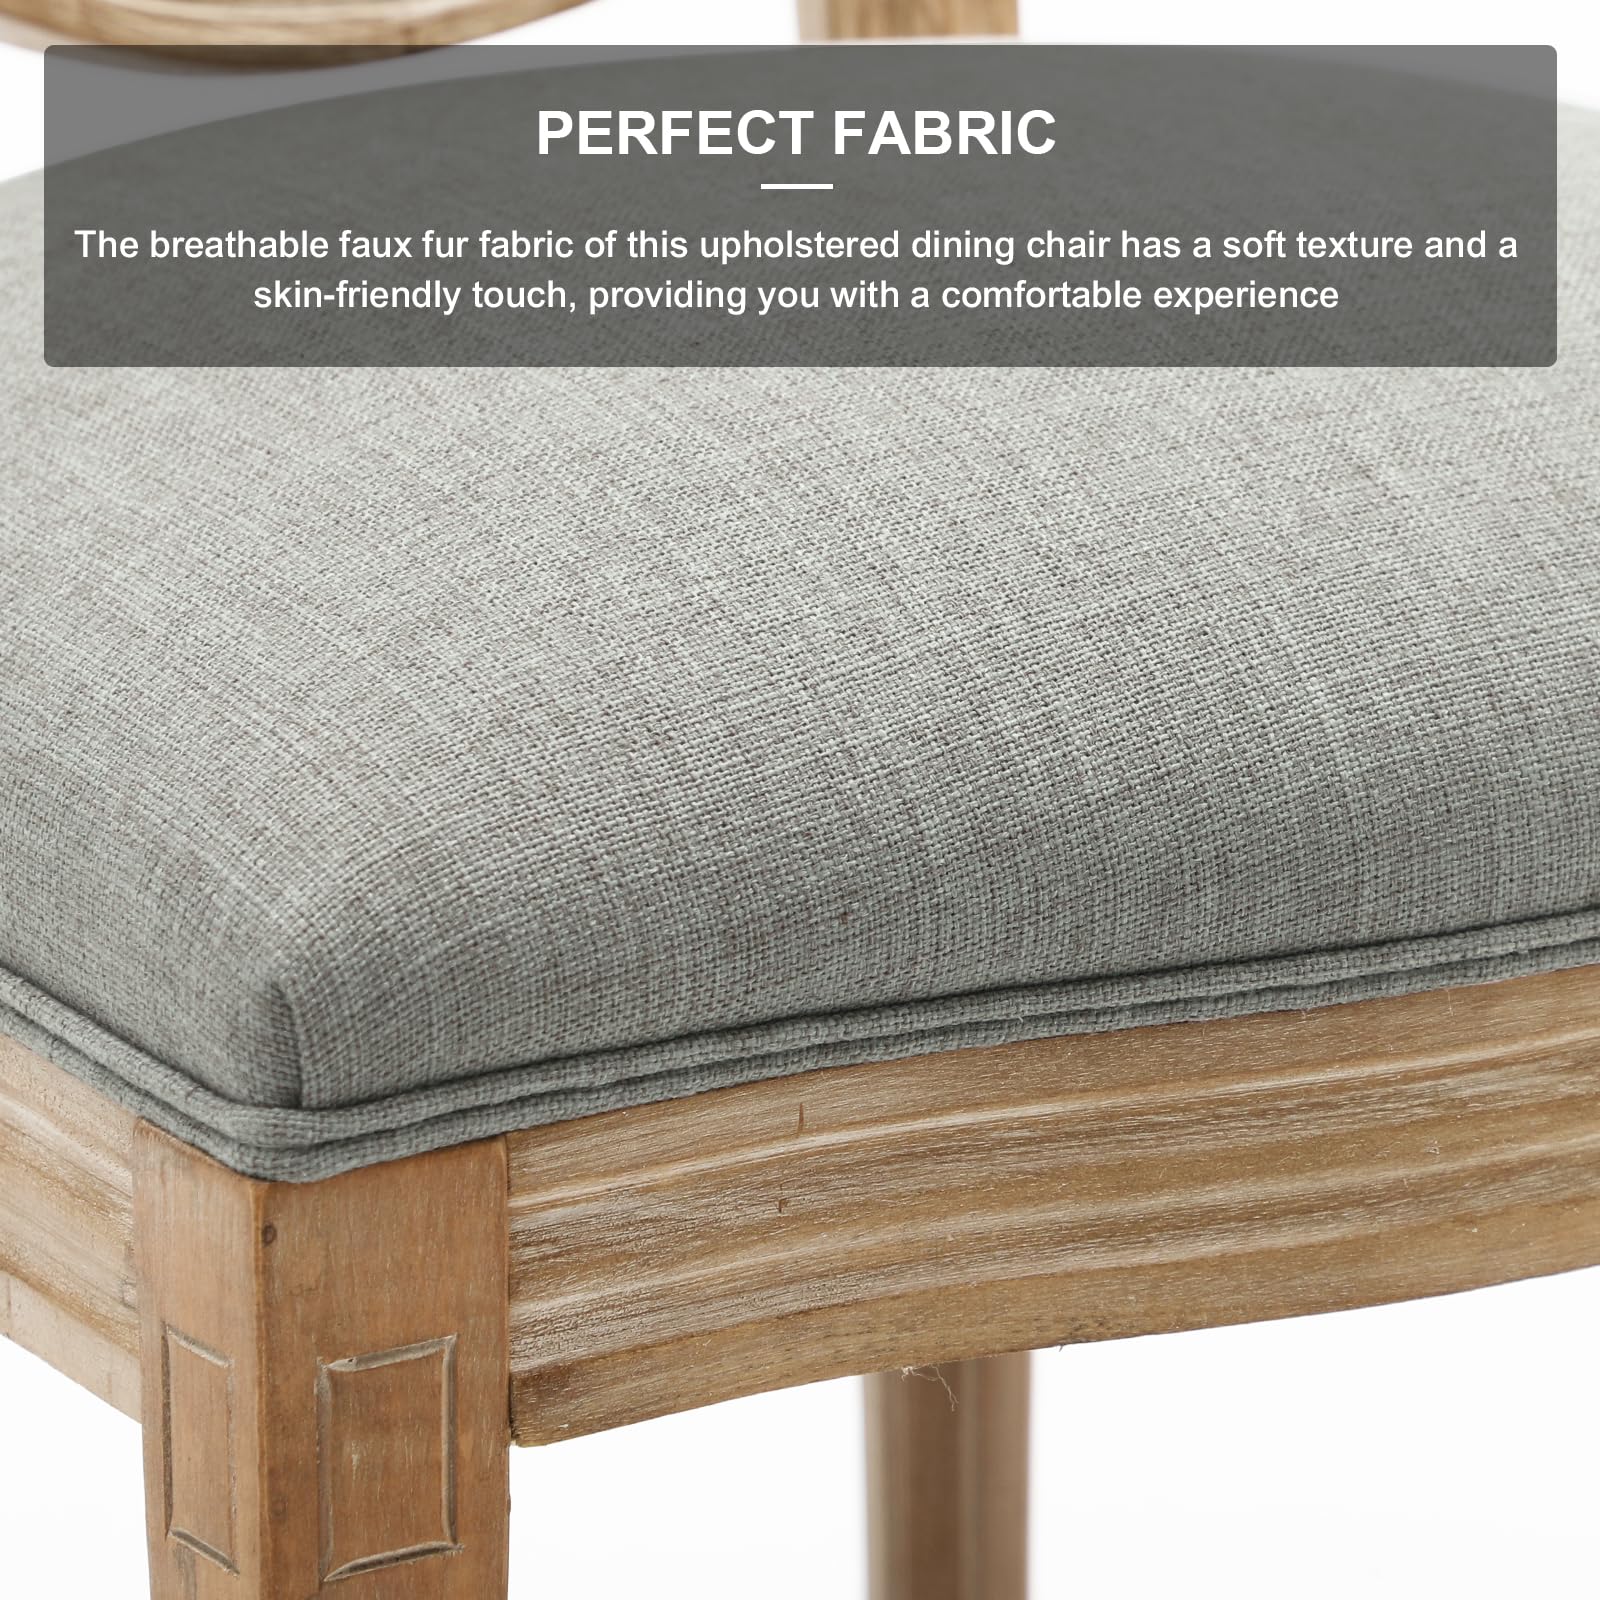 PERFECT FABRIC
The breathable faux fur fabric of this upholstered dining chair has a soft texture and a
skin-friendly touch, providing you with a comfortable experience